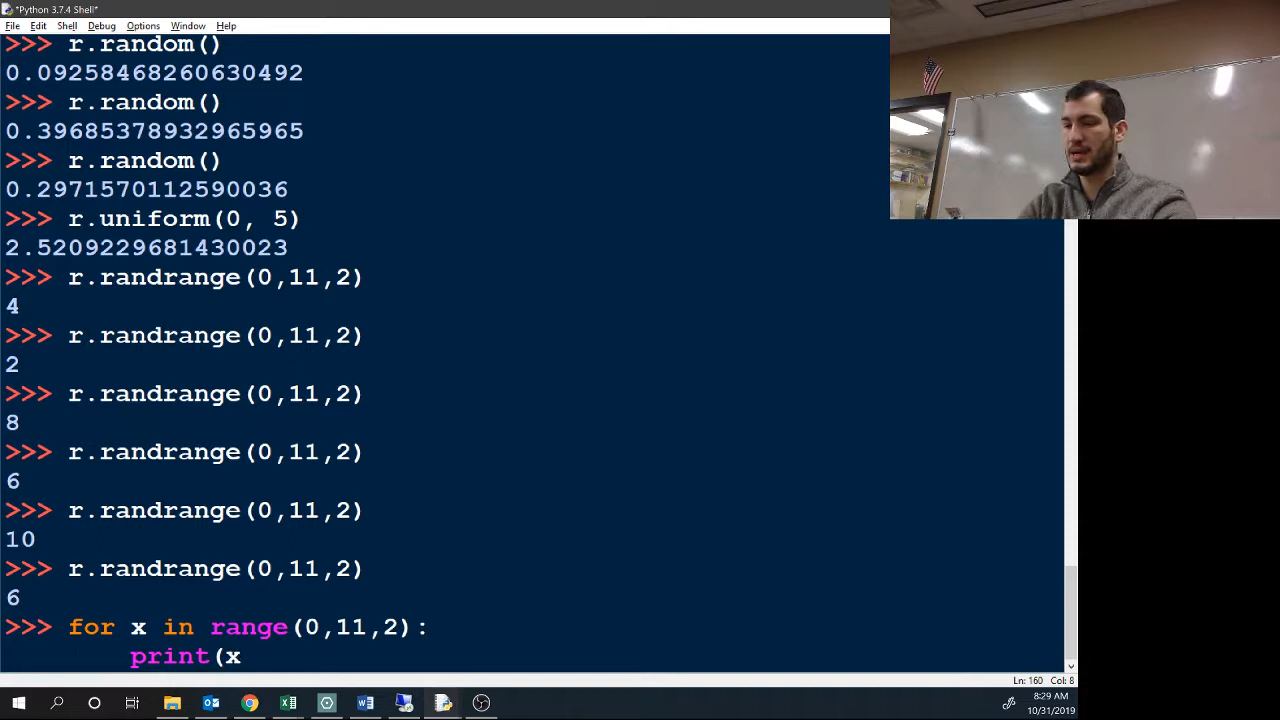 *Python 3.7.4 Shell*
File Edit Shell Debug Options Window Help
>>> r.random()
0.09258468260630492
>>> r.random()
0.39685378932965965
>>> r.random()
0.2971570112590036
>>> r.uniform(0, 5)
2.5209229681430023
>>> r.randrange(0,11,2)
4
>>> r.randrange(0,11,2)
2
>>> r.randrange(0,11,2)
8
>>> r.randrange(0,11,2)
6
>>> r.randrange(0,11,2)
10
>>> r.randrange(0,11,2)
6
>>> for x in range(0,11,2):
print(x
Ln: 160 Col: 8
8:29 AM
10/31/2019